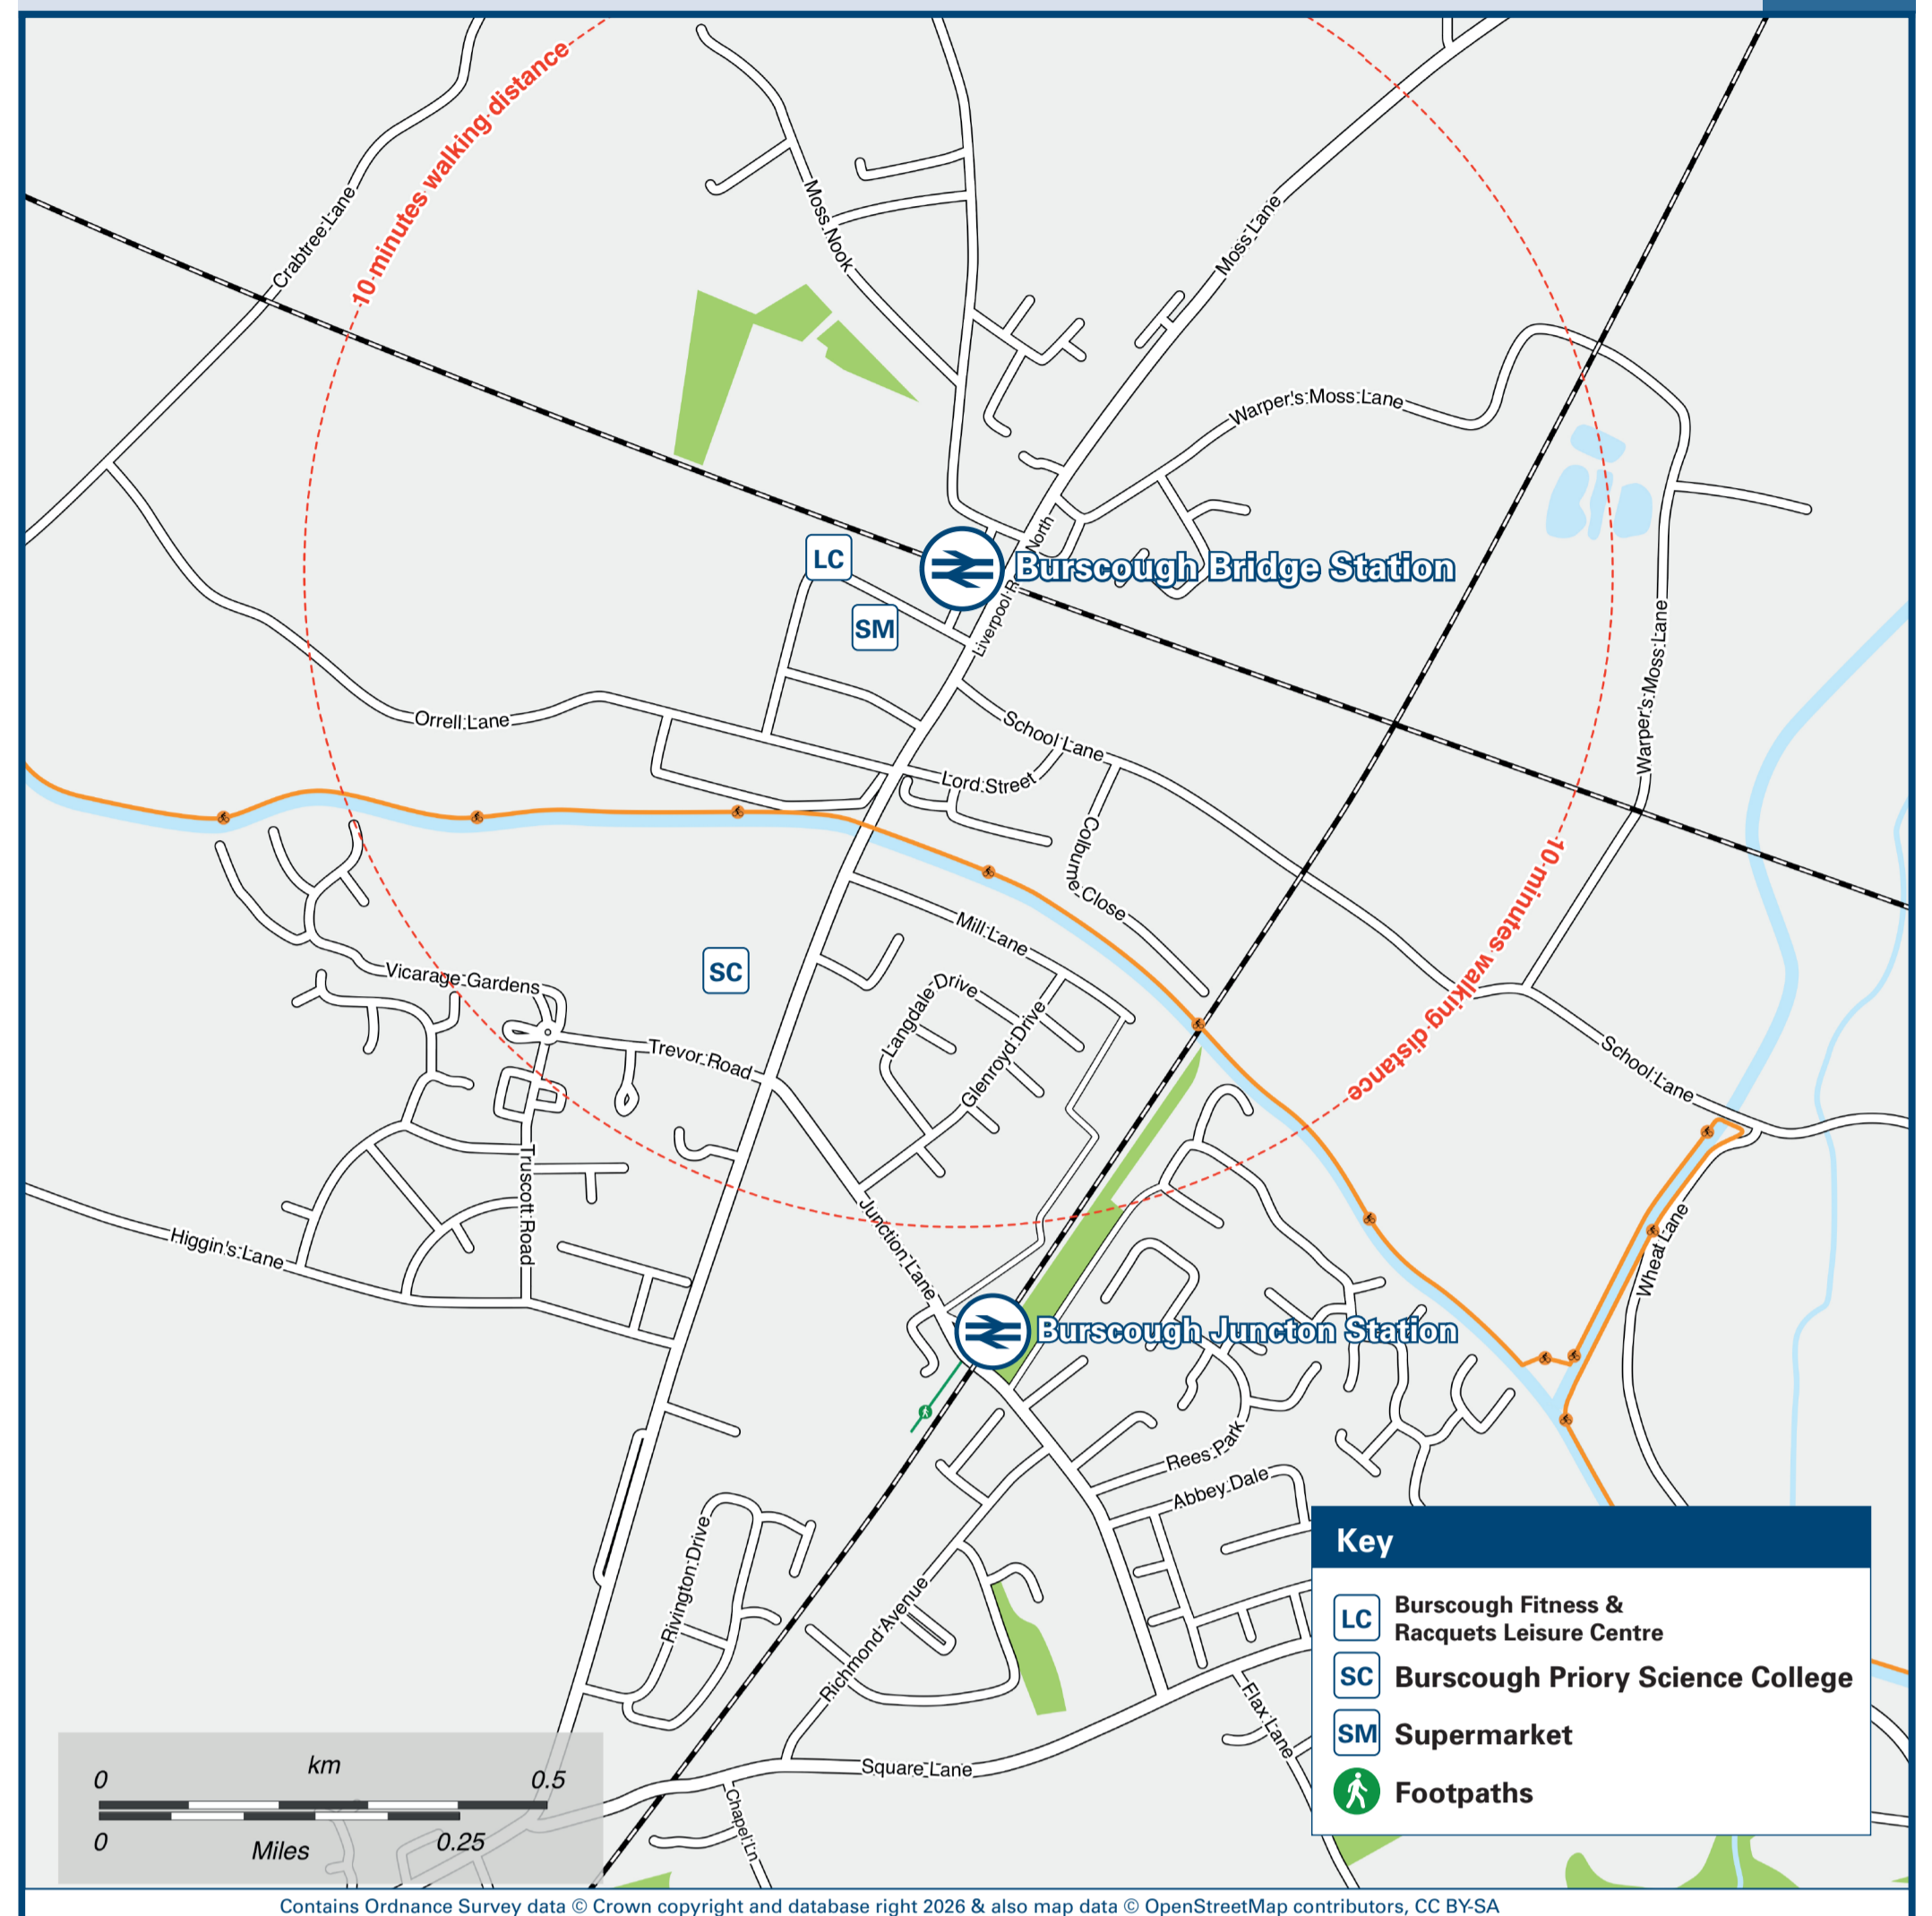 10 minutes walking distance
Crabtree Lane
Moss Nook
Moss Lane
Warper's Moss Lane
North
LC
Burscough Bridge Station
SM
Liverpool R
Warper's Moss Lane
Orrell Lane
School Lane
Lord Street
Colburne Close
10 minutes walking distance
Mill Lane
SC
Vicarage Gardens
Langdale Drive
Glenroyd Drive
Trevor Road
School Lane
Truscott Road
Junction Lane
Higgin's Lane
Wheat Lane
Burscough Juncton Station
Rees Park
Abbey Dale
Rivington Drive
Richmond Avenue
Flax Lane
Square Lane
Chapel Ln
Key
LC Burscough Fitness &
Racquets Leisure Centre
SC Burscough Priory Science College
SM Supermarket
Footpaths
km
0 0.5
0 0.25
Miles
Contains Ordnance Survey data © Crown copyright and database right 2026 & also map data © OpenStreetMap contributors, CC BY-SA